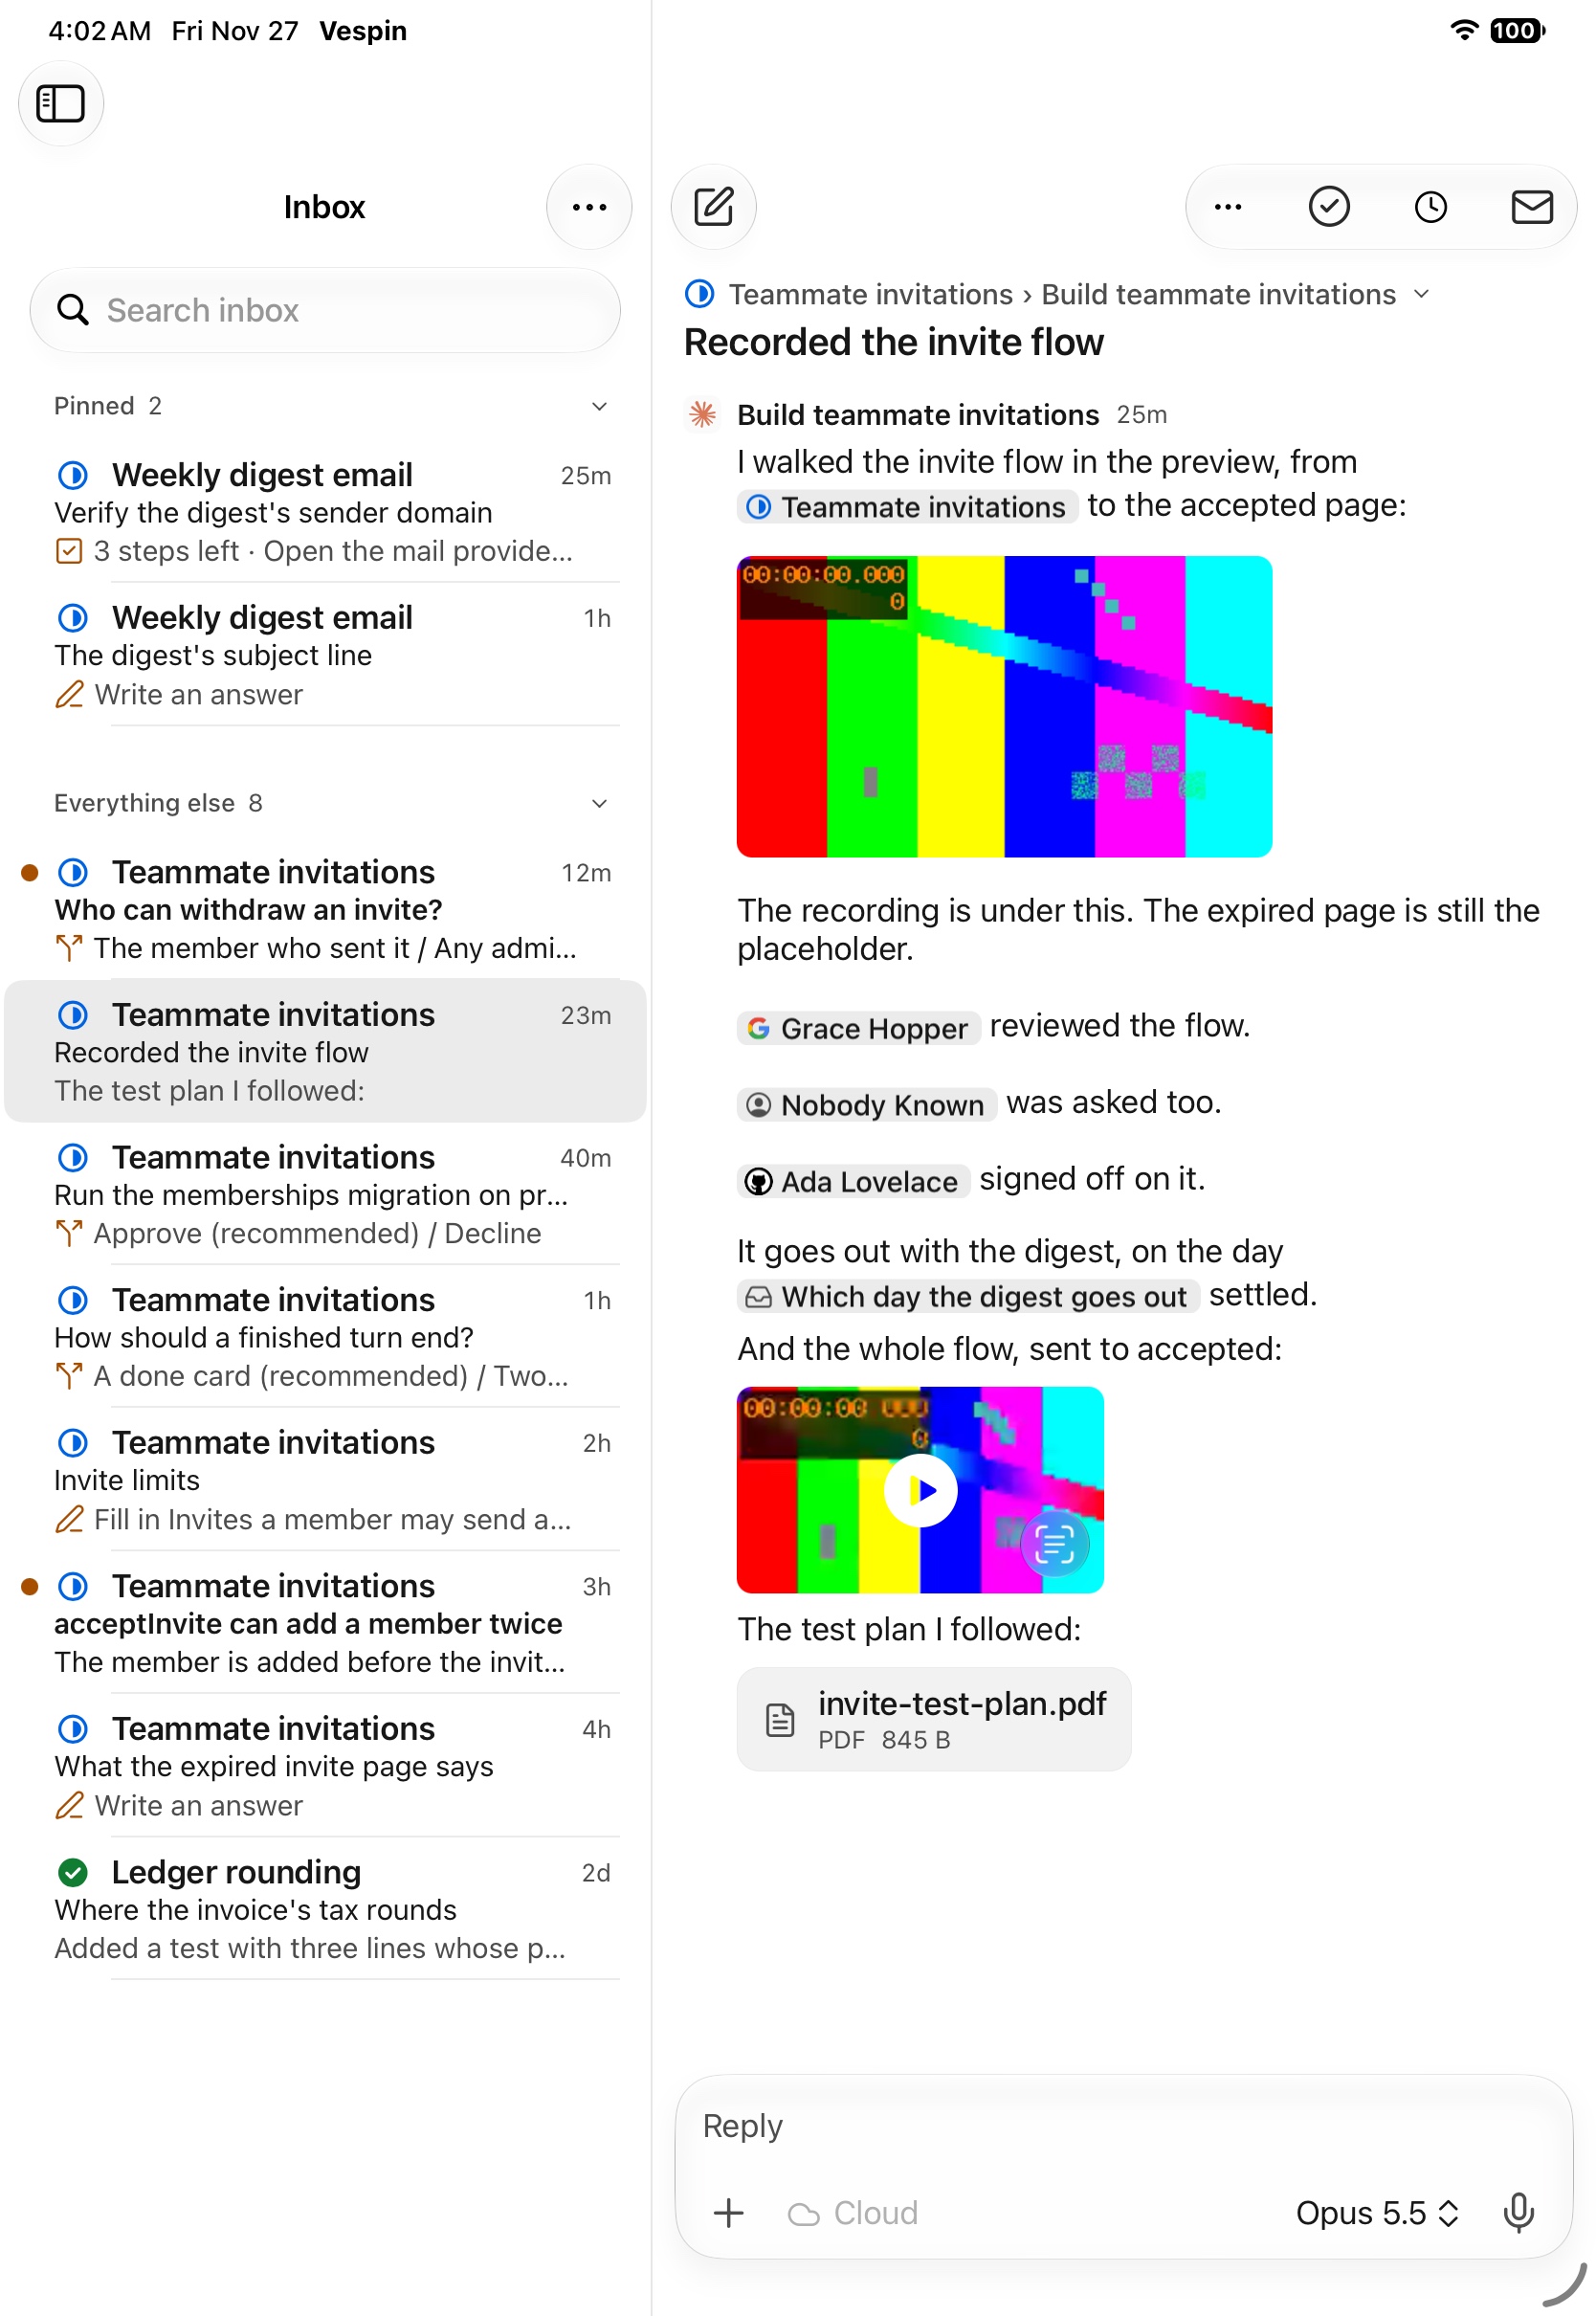 4:02 AM Fri Nov 27 Vespin
100
Inbox
Search inbox
Pinned 2
Weekly digest email 25m
Verify the digest's sender domain
3 steps left · Open the mail provide...
Weekly digest email 1h
The digest's subject line
Write an answer
Everything else 8
Teammate invitations 12m
Who can withdraw an invite?
The member who sent it / Any admi...
Teammate invitations 23m
Recorded the invite flow
The test plan I followed:
Teammate invitations 40m
Run the memberships migration on pr...
Approve (recommended) / Decline
Teammate invitations 1h
How should a finished turn end?
A done card (recommended) / Two...
Teammate invitations 2h
Invite limits
Fill in Invites a member may send a...
Teammate invitations 3h
acceptInvite can add a member twice
The member is added before the invit...
Teammate invitations 4h
What the expired invite page says
Write an answer
Ledger rounding 2d
Where the invoice's tax rounds
Added a test with three lines whose p...
Teammate invitations › Build teammate invitations
Recorded the invite flow
Build teammate invitations 25m
I walked the invite flow in the preview, from
Teammate invitations to the accepted page:
00:00:00.000
0
The recording is under this. The expired page is still the
placeholder.
Grace Hopper reviewed the flow.
Nobody Known was asked too.
Ada Lovelace signed off on it.
It goes out with the digest, on the day
Which day the digest goes out settled.
And the whole flow, sent to accepted:
00:00:00
0
The test plan I followed:
invite-test-plan.pdf
PDF 845 B
Reply
Cloud
Opus 5.5